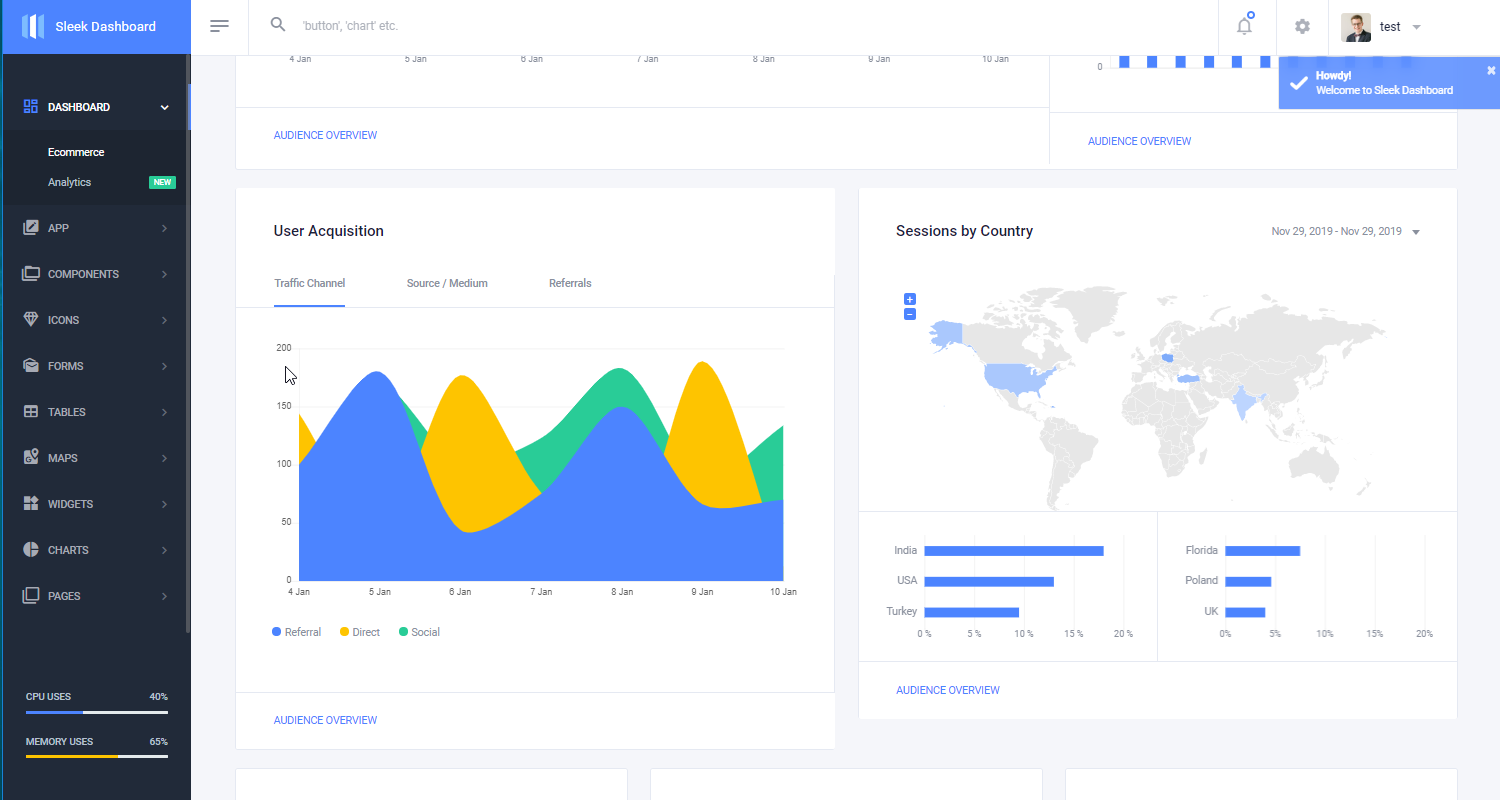 Sleek Dashboard
'button', 'chart' etc.
test
DASHBOARD
Ecommerce
Analytics NEW
APP
COMPONENTS
ICONS
FORMS
TABLES
MAPS
WIDGETS
CHARTS
PAGES
CPU USES 40%
MEMORY USES 65%
4 Jan 5 Jan 6 Jan 7 Jan 8 Jan 9 Jan 10 Jan
AUDIENCE OVERVIEW
0
Howdy!
Welcome to Sleek Dashboard
AUDIENCE OVERVIEW
User Acquisition
Traffic Channel Source / Medium Referrals
200
150
100
50
0
4 Jan 5 Jan 6 Jan 7 Jan 8 Jan 9 Jan 10 Jan
Referral Direct Social
AUDIENCE OVERVIEW
Sessions by Country
Nov 29, 2019 - Nov 29, 2019
+
−
India
USA
Turkey
0 % 5 % 10 % 15 % 20 %
Florida
Poland
UK
0% 5% 10% 15% 20%
AUDIENCE OVERVIEW